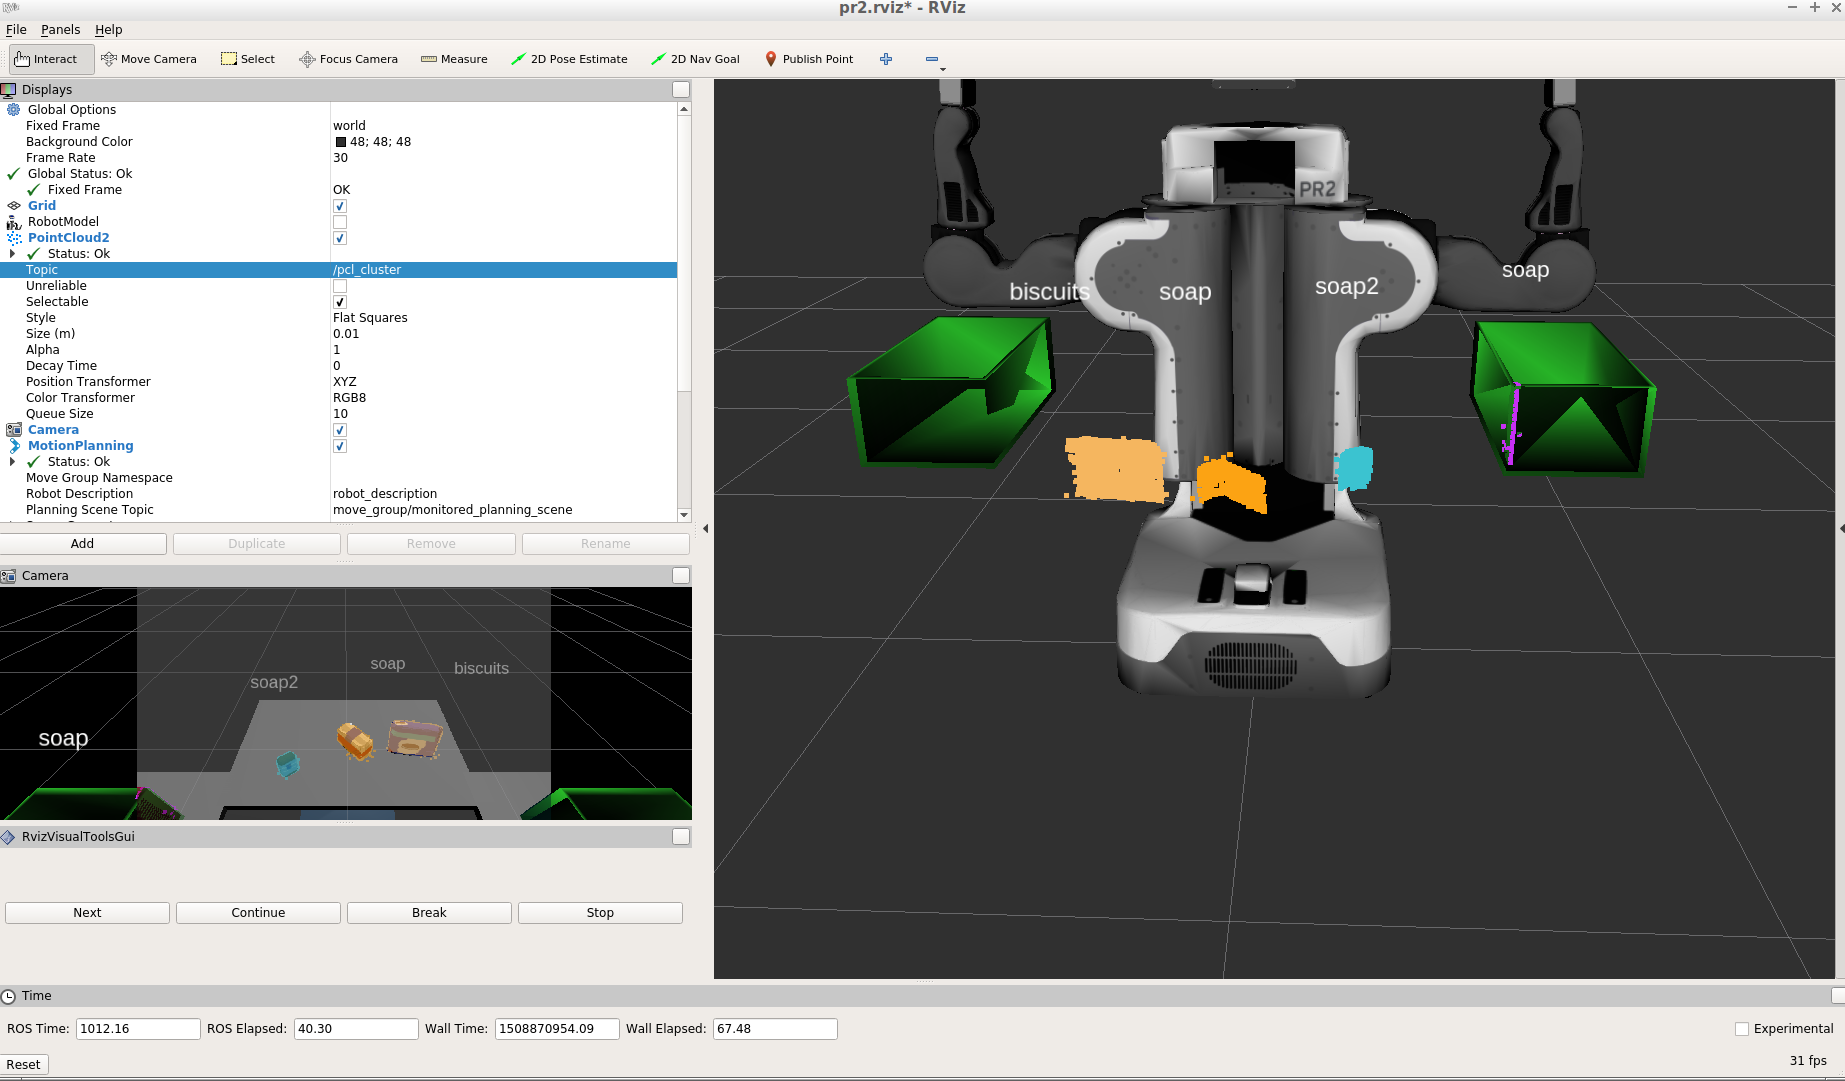 pr2.rviz* - RViz
File Panels Help
Interact Move Camera Select Focus Camera Measure 2D Pose Estimate 2D Nav Goal Publish Point
Displays
Global Options
Fixed Frame world
Background Color 48; 48; 48
Frame Rate 30
Global Status: Ok
Fixed Frame OK
Grid
RobotModel
PointCloud2
Status: Ok
Topic /pcl_cluster
Unreliable
Selectable
Style Flat Squares
Size (m) 0.01
Alpha 1
Decay Time 0
Position Transformer XYZ
Color Transformer RGB8
Queue Size 10
Camera
MotionPlanning
Status: Ok
Move Group Namespace
Robot Description robot_description
Planning Scene Topic move_group/monitored_planning_scene
Add Duplicate Remove Rename
Camera
soap biscuits
soap2
soap
RvizVisualToolsGui
Next Continue Break Stop
PR2
biscuits soap soap2 soap
Time
ROS Time: 1012.16 ROS Elapsed: 40.30 Wall Time: 1508870954.09 Wall Elapsed: 67.48 Experimental
Reset 31 fps